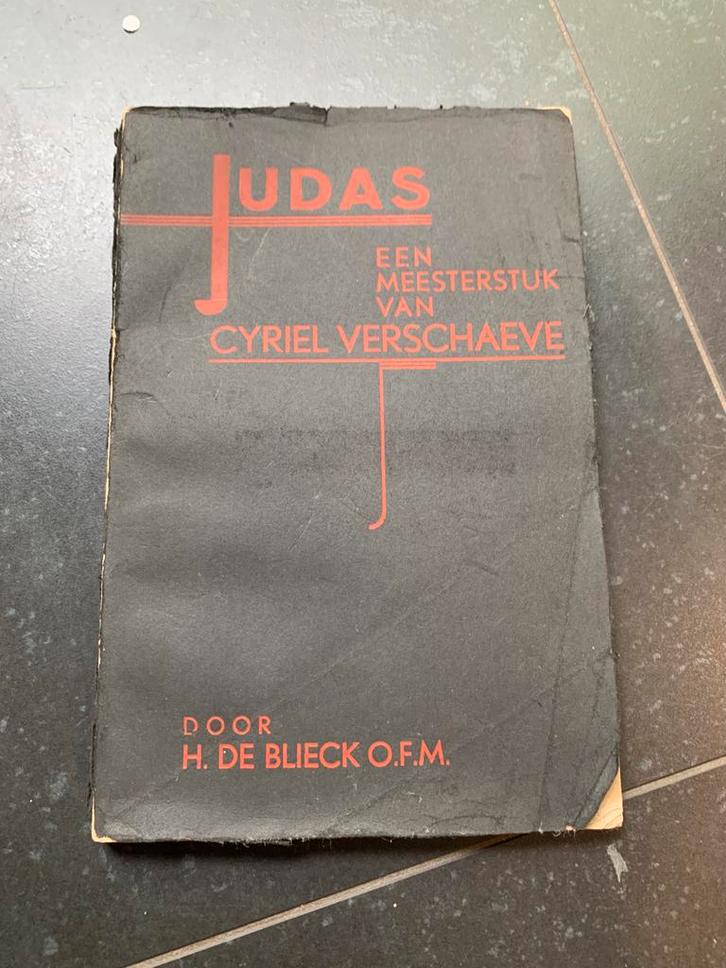 JUDAS
EEN
MEESTERSTUK
VAN
CYRIEL VERSCHAEVE
DOOR
H. DE BLIECK O.F.M.